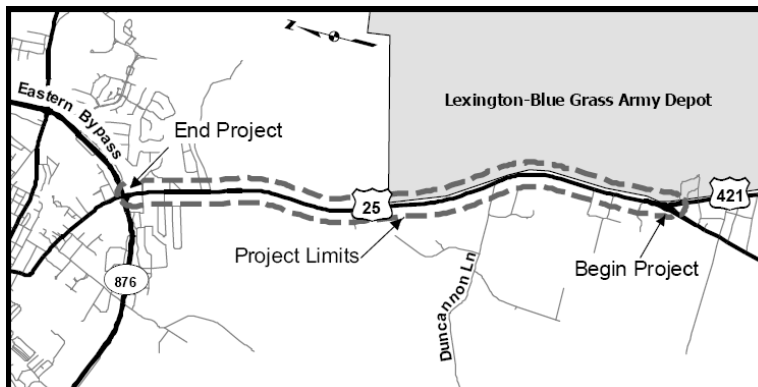 N
Lexington-Blue Grass Army Depot
Eastern Bypass
End Project
25
421
Project Limits
Begin Project
876
Duncannon Ln